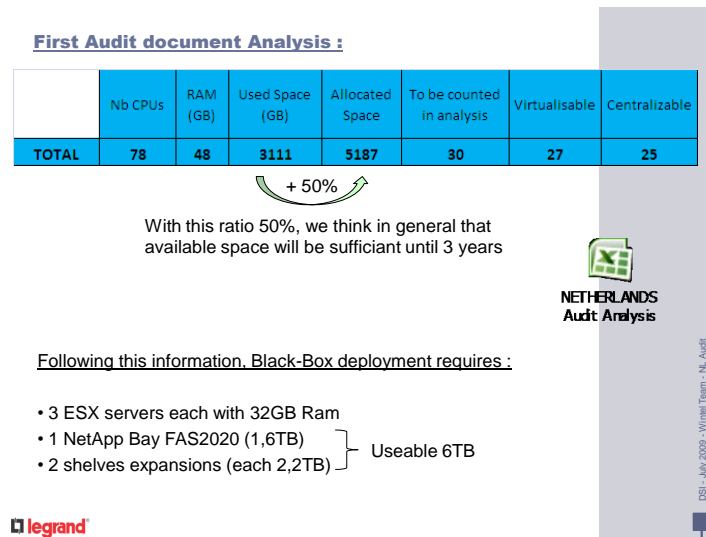 First Audit document Analysis :
Nb CPUs
RAM (GB)
Used Space (GB)
Allocated Space
To be counted in analysis
Virtualisable
Centralizable
TOTAL 78 48 3111 5187 30 27 25
+ 50%
With this ratio 50%, we think in general that
available space will be sufficiant until 3 years
NETHERLANDS
Audit Analysis
Following this information, Black-Box deployment requires :
• 3 ESX servers each with 32GB Ram
• 1 NetApp Bay FAS2020 (1,6TB)
• 2 shelves expansions (each 2,2TB)
Useable 6TB
DSI - July 2009 - Wintel Team - NL Audit
legrand